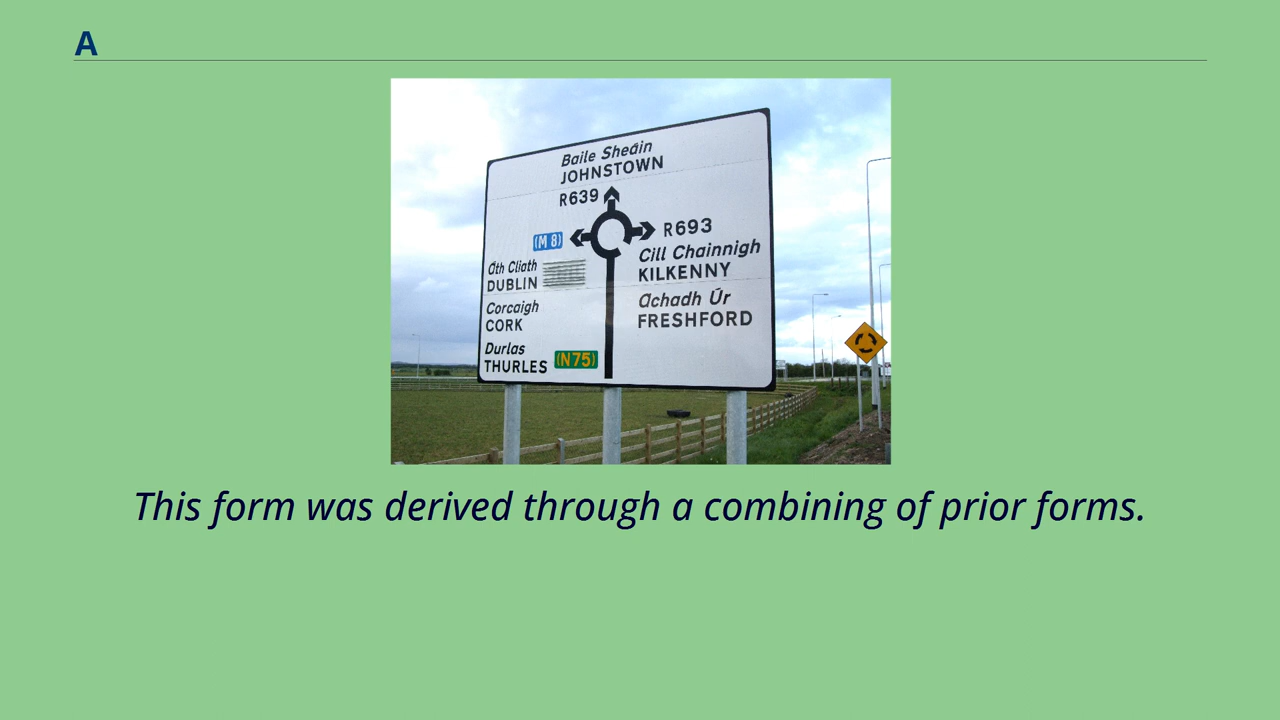 A
Baile Sheáin
JOHNSTOWN
R639
R693
(M 8)
Cill Chainnigh
KILKENNY
Áth Cliath
DUBLIN
Achadh Úr
FRESHFORD
Corcaigh
CORK
Durlas
THURLES
(N75)
This form was derived through a combining of prior forms.